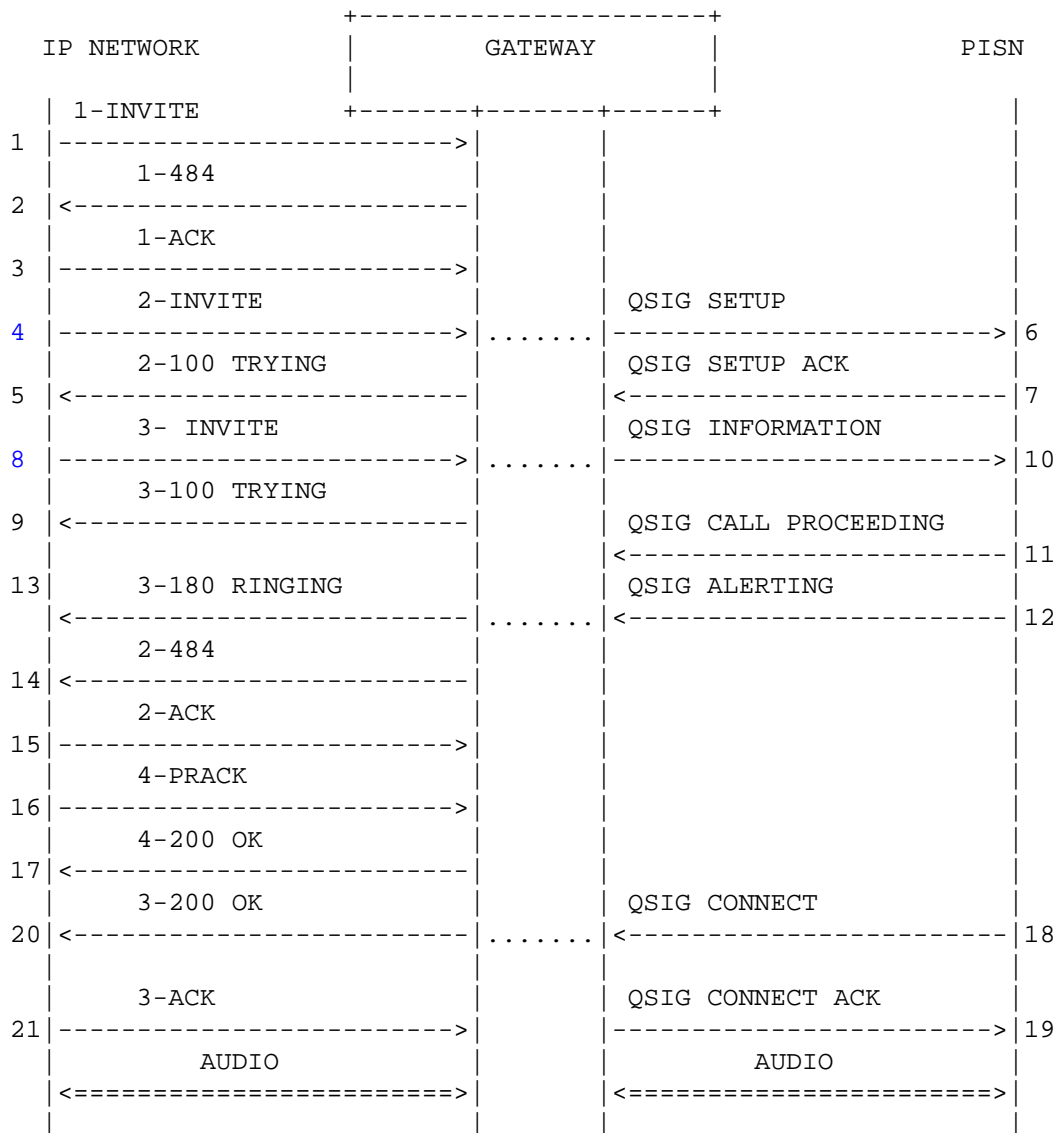 IP NETWORK GATEWAY PISN
1-INVITE
1
1-484
2
1-ACK
3
2-INVITE QSIG SETUP
4 6
2-100 TRYING QSIG SETUP ACK
5 7
3- INVITE QSIG INFORMATION
8 10
3-100 TRYING
9 QSIG CALL PROCEEDING
11
13 3-180 RINGING QSIG ALERTING
12
2-484
14
2-ACK
15
4-PRACK
16
4-200 OK
17
3-200 OK QSIG CONNECT
20 18
3-ACK QSIG CONNECT ACK
21 19
AUDIO AUDIO